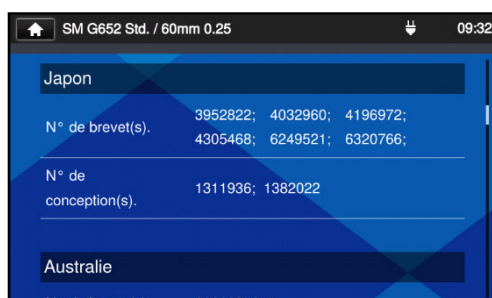 SM G652 Std. / 60mm 0.25
09:32
Japon
N° de brevet(s).
3952822; 4032960; 4196972;
4305468; 6249521; 6320766;
N° de
conception(s).
1311936; 1382022
Australie